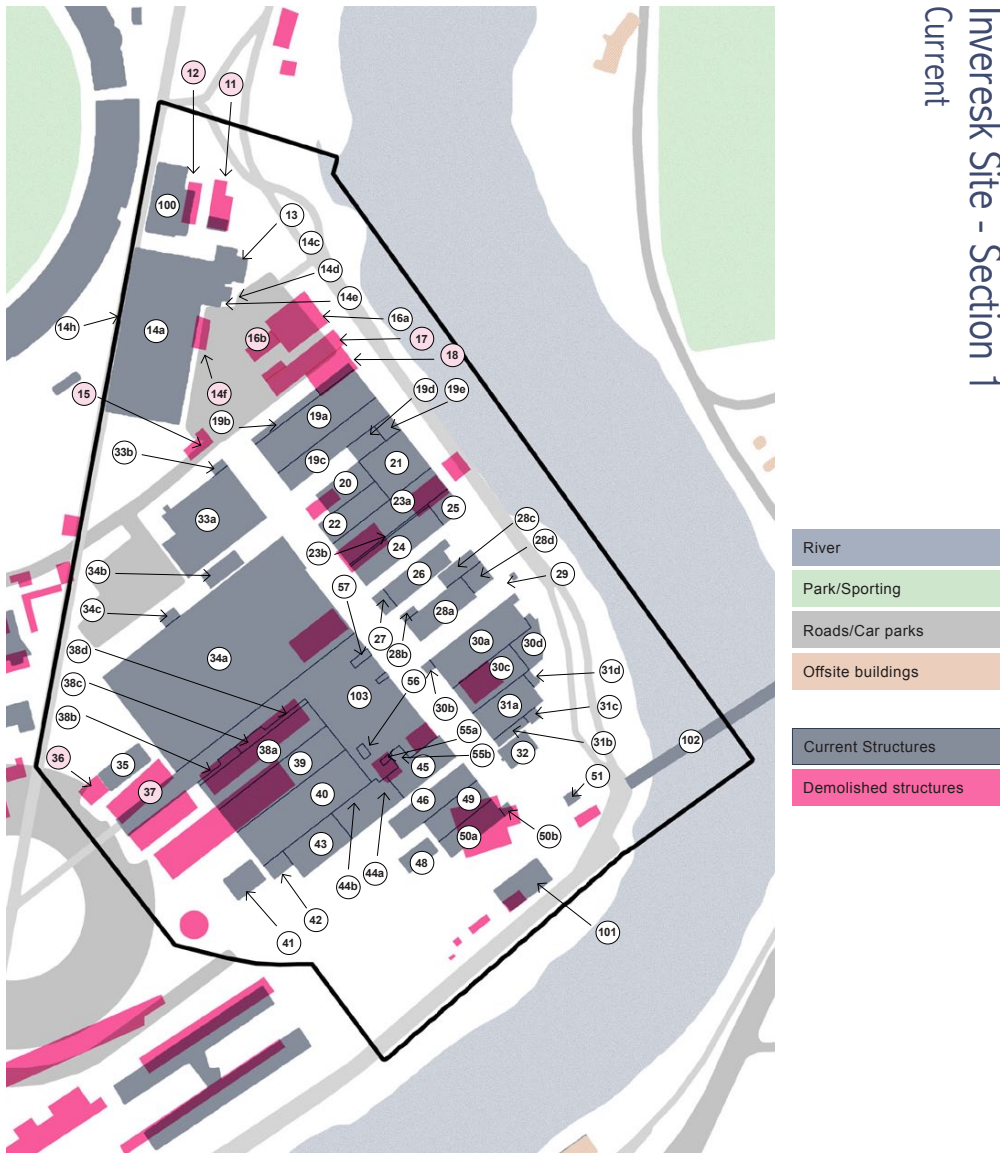 Inveresk Site - Section 1
Current
12
11
100
13
14c
14d
14e
14h
14a
16a
16b
17
18
14f
15
19d
19e
19b
19a
33b
19c
21
20
33a
23a
22
25
28c
23b
24
28d
34b
57
26
29
34c
28a
27
28b
34a
30a
30d
38d
30c
31d
38c
103
56
30b
31a
31c
38b
55a
31b
102
36
35
38a
39
55b
32
45
51
37
40
46
49
50a
50b
43
48
44b
44a
42
41
101
River
Park/Sporting
Roads/Car parks
Offsite buildings
Current Structures
Demolished structures